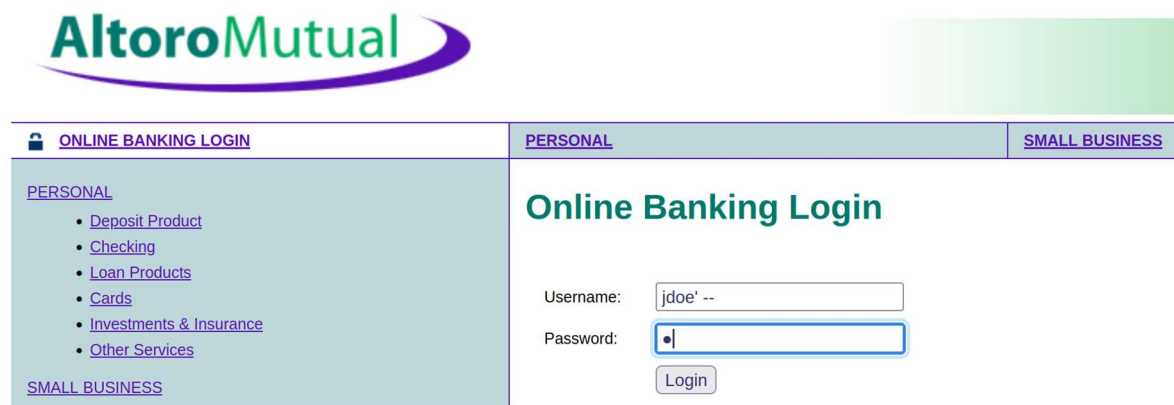 AltoroMutual
ONLINE BANKING LOGIN
PERSONAL
SMALL BUSINESS
PERSONAL
Deposit Product
Checking
Loan Products
Cards
Investments & Insurance
Other Services
SMALL BUSINESS
Online Banking Login
Username: jdoe' --
Password: ●
Login